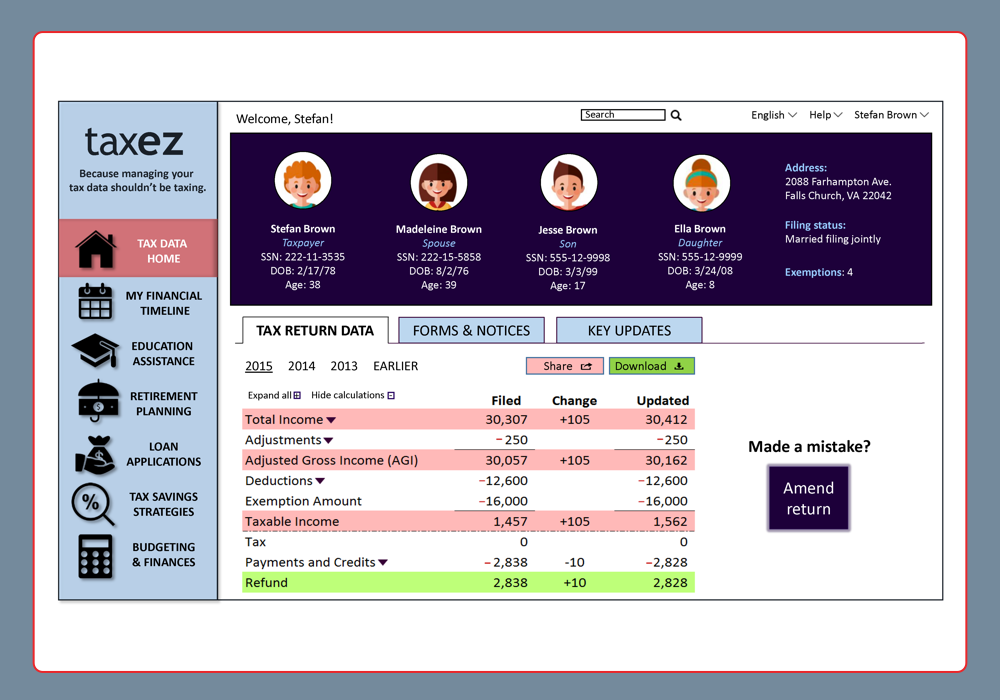 taxez
Because managing your
tax data shouldn't be taxing.
TAX DATA
HOME
MY FINANCIAL
TIMELINE
EDUCATION
ASSISTANCE
RETIREMENT
PLANNING
$
LOAN
APPLICATIONS
$
TAX SAVINGS
STRATEGIES
%
BUDGETING
& FINANCES
Welcome, Stefan!
Search
English
Help
Stefan Brown
Stefan Brown
Taxpayer
SSN: 222-11-3535
DOB: 2/17/78
Age: 38
Madeleine Brown
Spouse
SSN: 222-15-5858
DOB: 8/2/76
Age: 39
Jesse Brown
Son
SSN: 555-12-9998
DOB: 3/3/99
Age: 17
Ella Brown
Daughter
SSN: 555-12-9999
DOB: 3/24/08
Age: 8
Address:
2088 Farhampton Ave.
Falls Church, VA 22042
Filing status:
Married filing jointly
Exemptions: 4
TAX RETURN DATA
FORMS & NOTICES
KEY UPDATES
2015 2014 2013 EARLIER
Share
Download
Expand all Hide calculations
Filed Change Updated
Total Income 30,307 +105 30,412
Adjustments −250 −250
Adjusted Gross Income (AGI) 30,057 +105 30,162
Deductions −12,600 −12,600
Exemption Amount −16,000 −16,000
Taxable Income 1,457 +105 1,562
Tax 0 0
Payments and Credits −2,838 -10 −2,828
Refund 2,838 +10 2,828
Made a mistake?
Amend
return